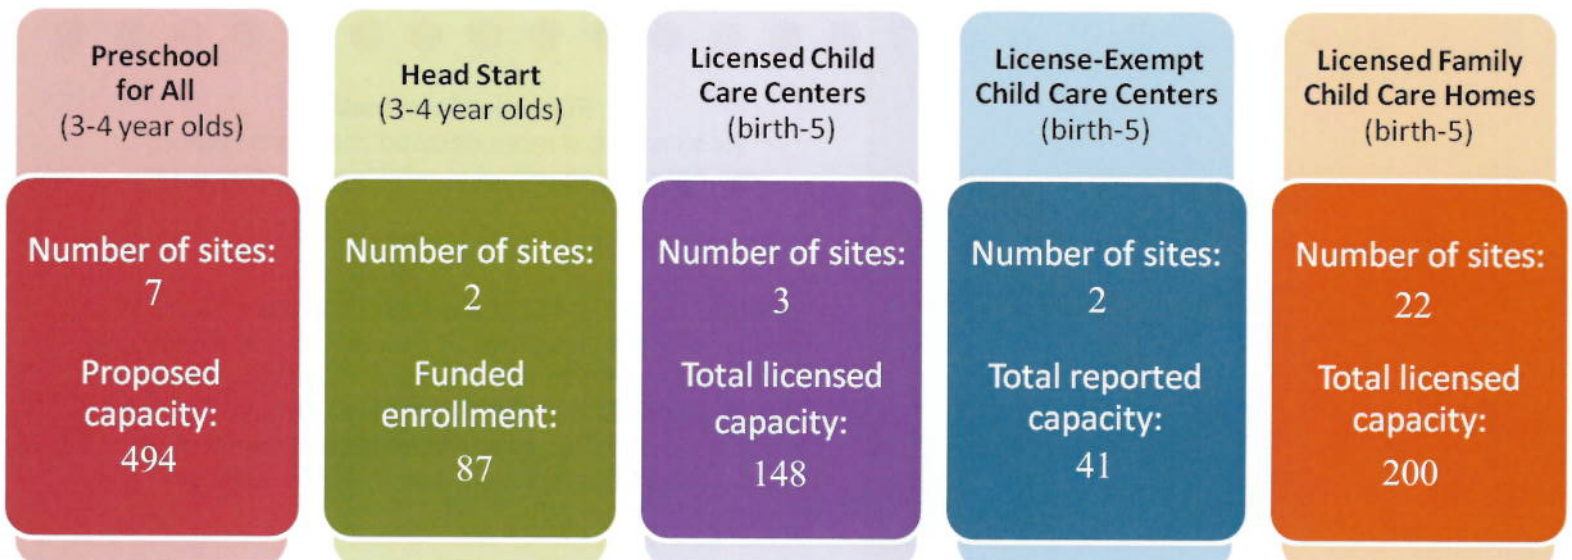 Preschool
for All
(3-4 year olds)
Number of sites:
7
Proposed
capacity:
494
Head Start
(3-4 year olds)
Number of sites:
2
Funded
enrollment:
87
Licensed Child
Care Centers
(birth-5)
Number of sites:
3
Total licensed
capacity:
148
License-Exempt
Child Care Centers
(birth-5)
Number of sites:
2
Total reported
capacity:
41
Licensed Family
Child Care Homes
(birth-5)
Number of sites:
22
Total licensed
capacity:
200